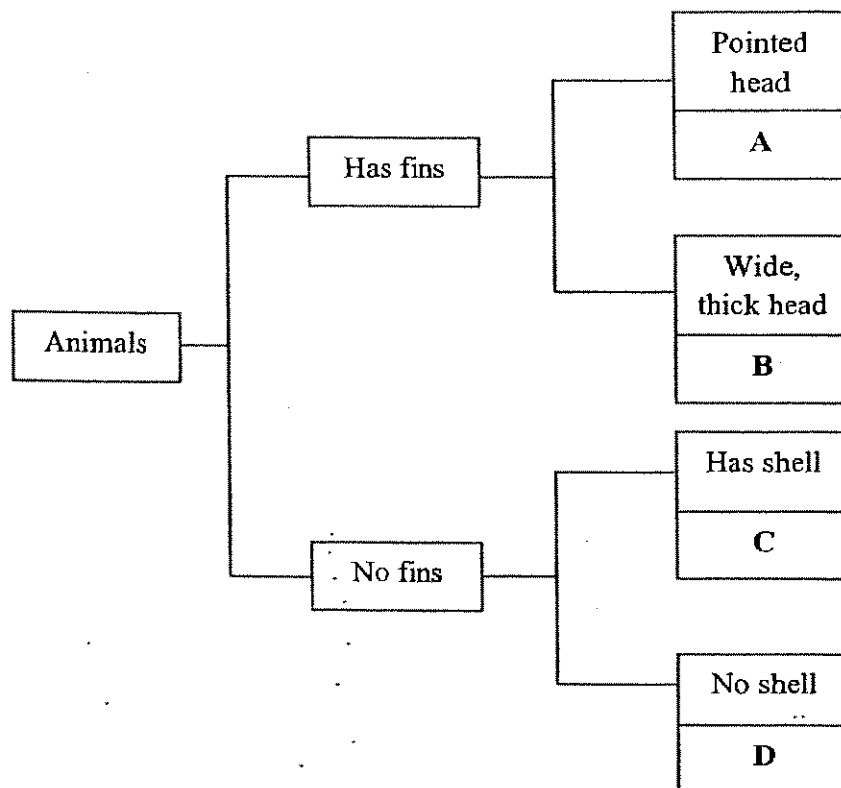 Pointed
head
A
Has fins
Wide,
thick head
B
Animals
Has shell
C
No fins
No shell
D